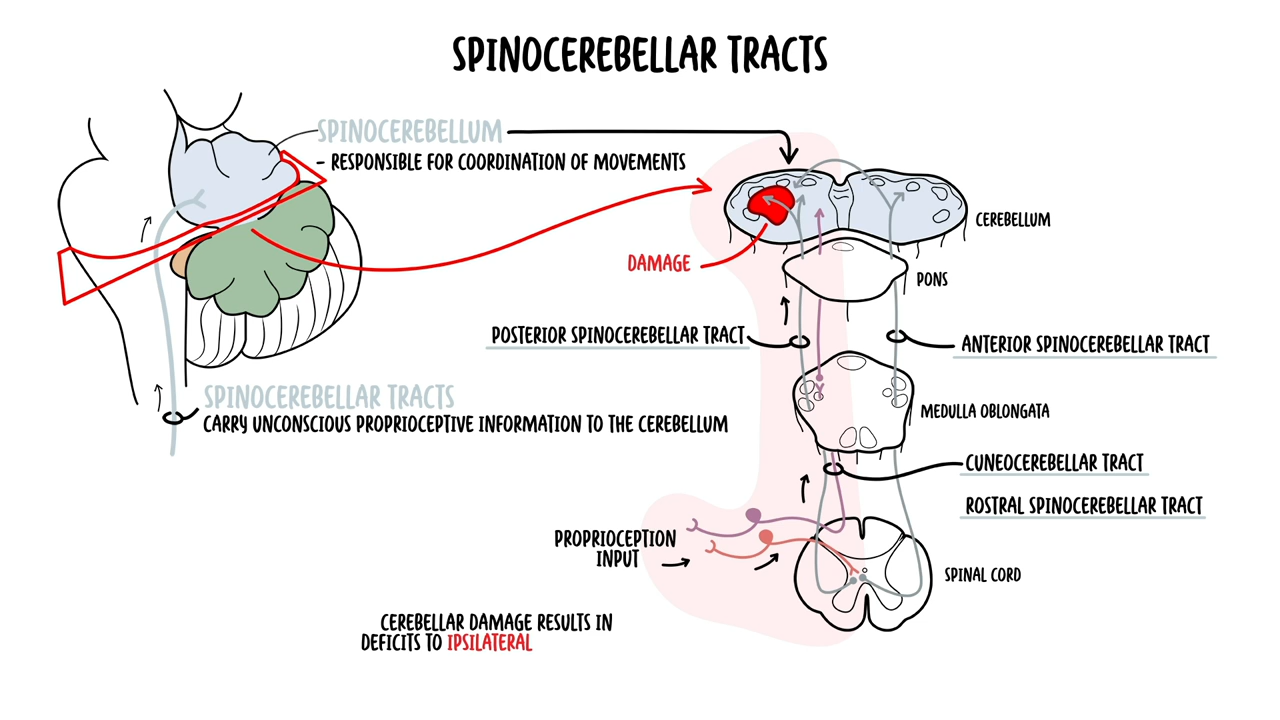 SPINOCEREBELLAR TRACTS
SPINOCEREBELLUM
- RESPONSIBLE FOR COORDINATION OF MOVEMENTS
CEREBELLUM
DAMAGE
PONS
POSTERIOR SPINOCEREBELLAR TRACT
ANTERIOR SPINOCEREBELLAR TRACT
SPINOCEREBELLAR TRACTS
CARRY UNCONSCIOUS PROPRIOCEPTIVE INFORMATION TO THE CEREBELLUM
MEDULLA OBLONGATA
CUNEOCEREBELLAR TRACT
ROSTRAL SPINOCEREBELLAR TRACT
PROPRIOCEPTION
INPUT
SPINAL CORD
CEREBELLAR DAMAGE RESULTS IN
DEFICITS TO IPSILATERAL